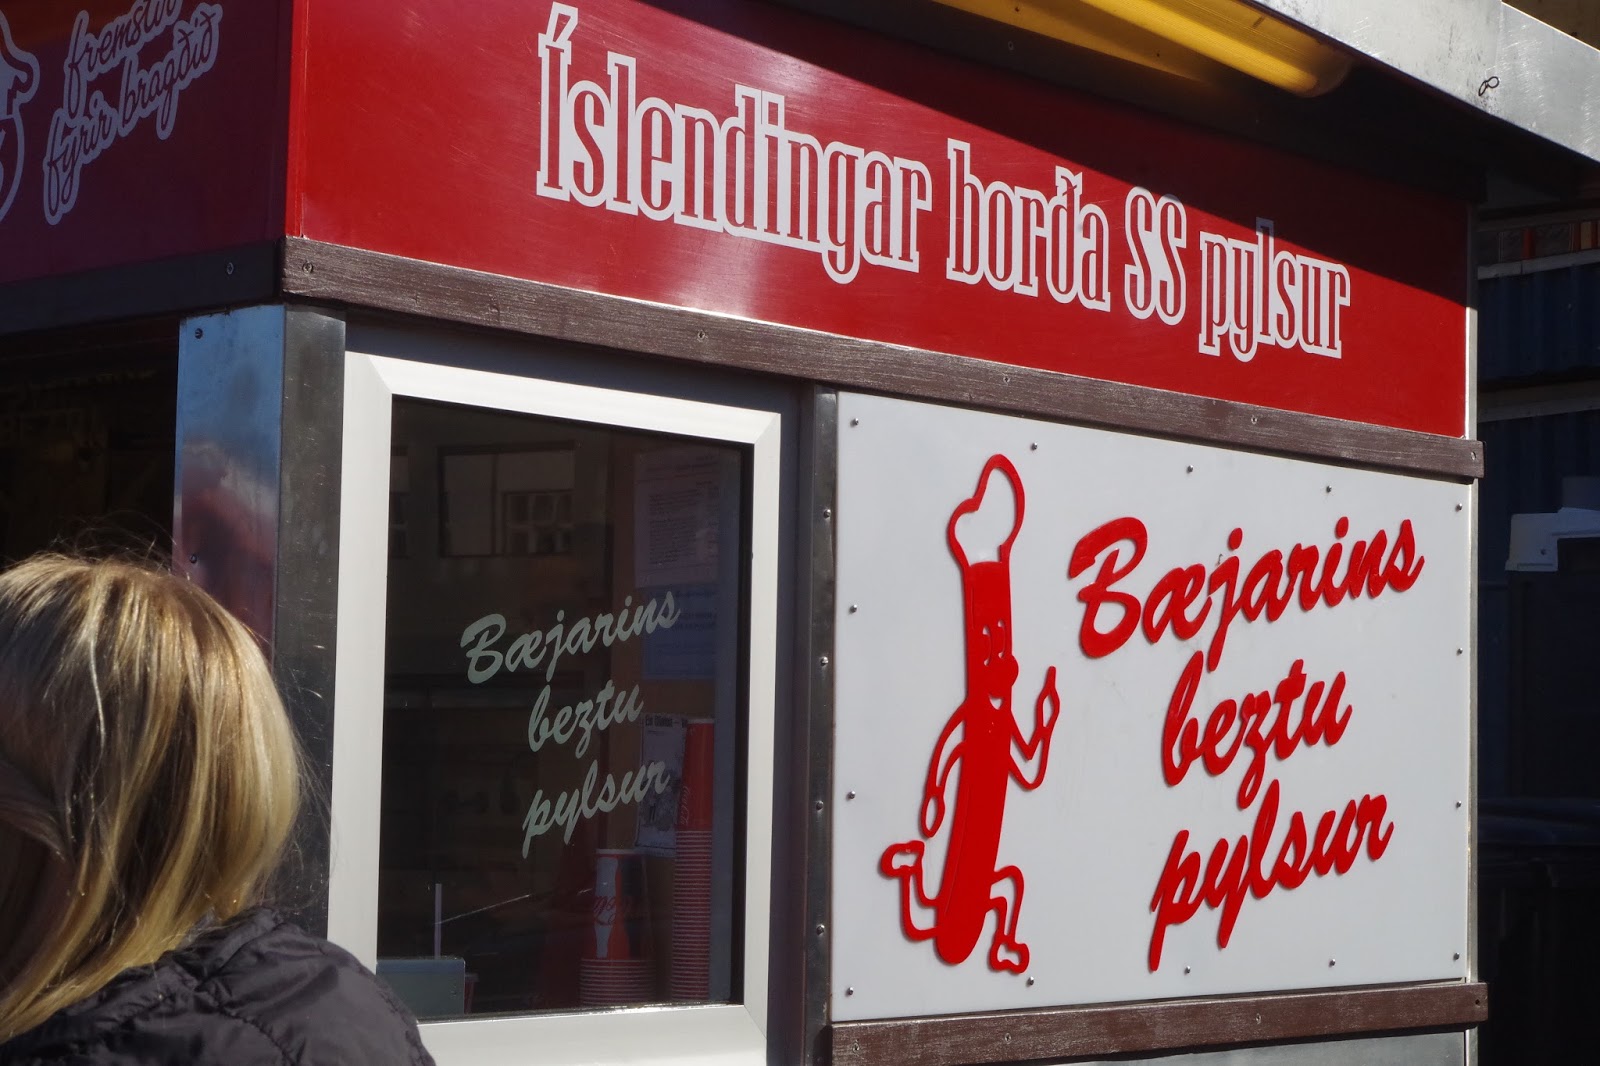 fremstir
fyrir bragðið
Íslendingar borða SS pylsur
Bæjarins
beztu
pylsur
Bæjarins
beztu
pylsur